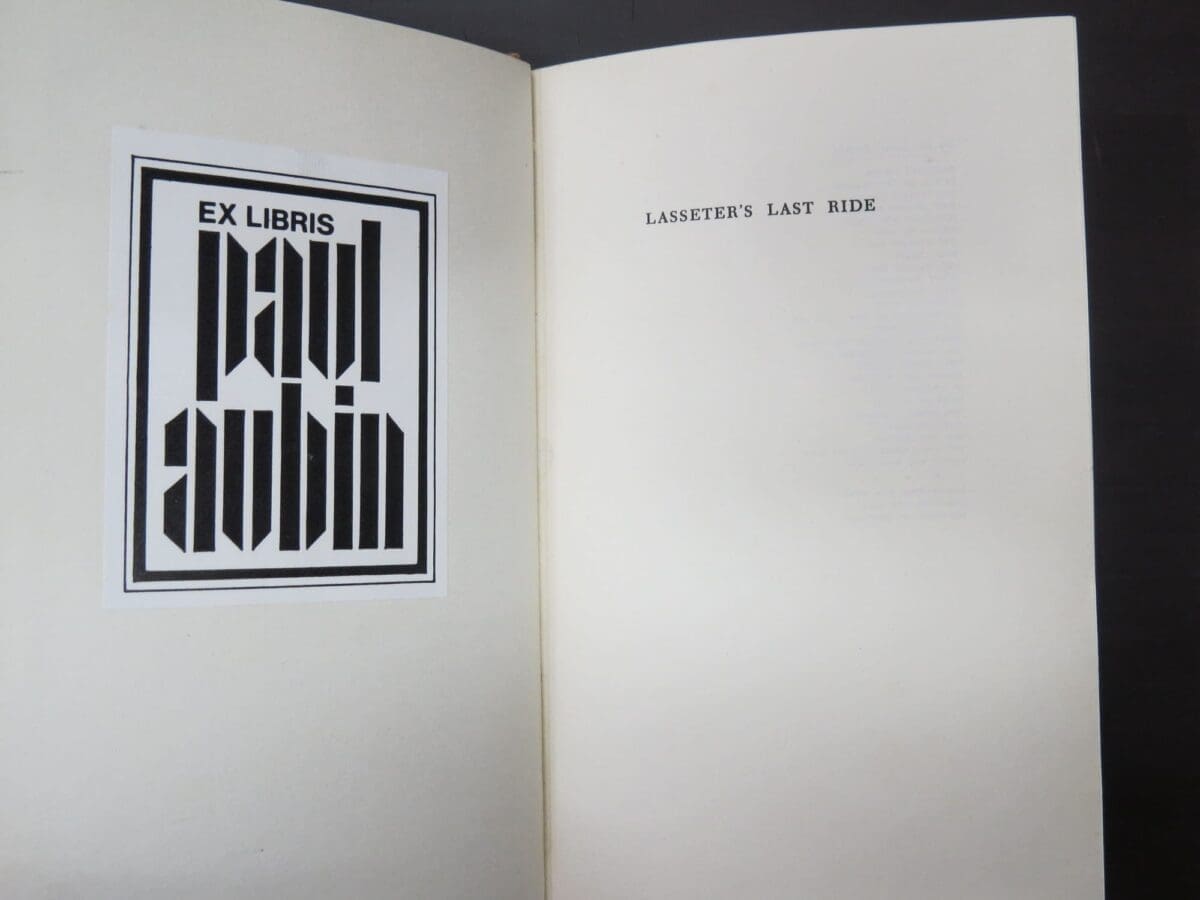 EX LIBRIS
paul
aubin
LASSETER'S LAST RIDE